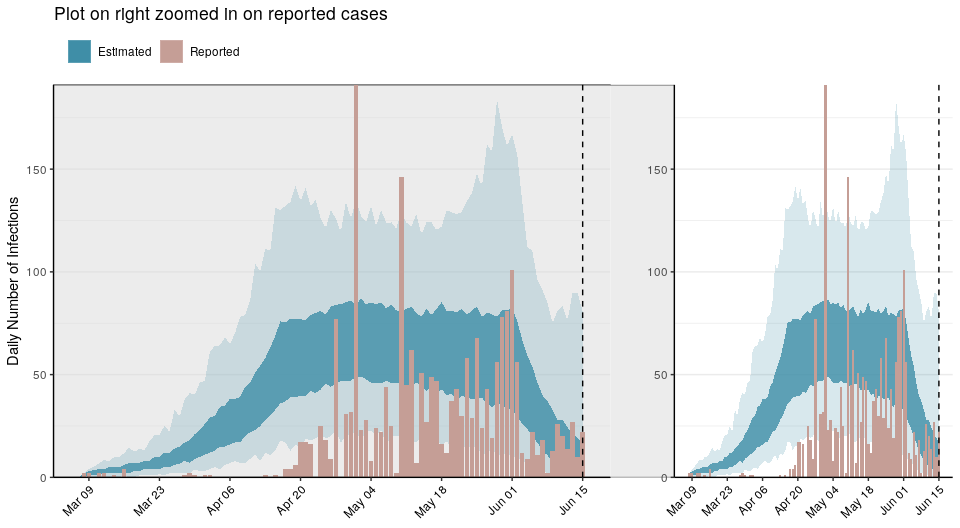 Plot on right zoomed in on reported cases
Estimated Reported
Daily Number of Infections
150
100
50
0
Mar 09 Mar 23 Apr 06 Apr 20 May 04 May 18 Jun 01 Jun 15
150
100
50
0
Mar 09 Mar 23 Apr 06 Apr 20 May 04 May 18 Jun 01 Jun 15